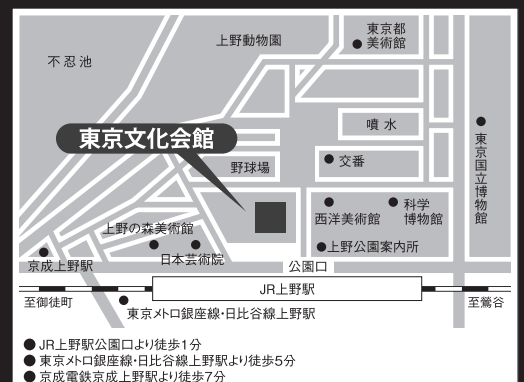 東京都
美術館
上野動物園
不忍池
噴水
東京文化会館
東京国立博物館
交番
野球場
科学
博物館
西洋美術館
上野の森美術館
上野公園案内所
日本芸術院
京成上野駅
公園口
JR上野駅
至御徒町
至鶯谷
東京メトロ銀座線・日比谷線上野駅
●JR上野駅公園口より徒歩1分
●東京メトロ銀座線・日比谷線上野駅より徒歩5分
●京成電鉄京成上野駅より徒歩7分